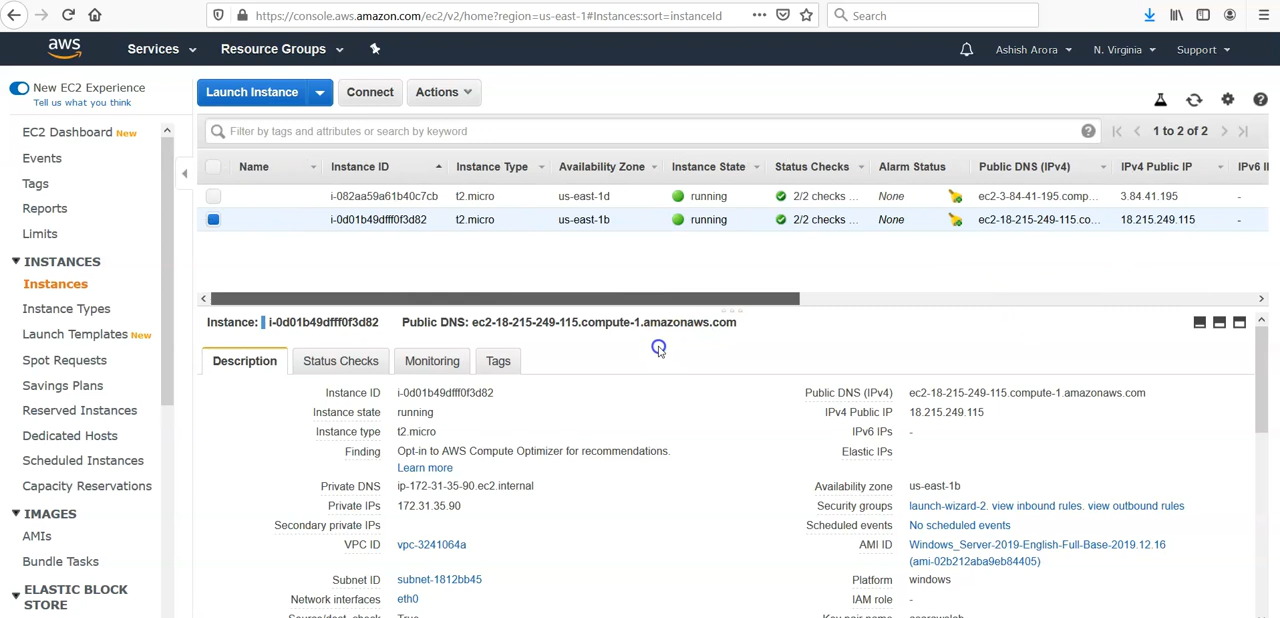 https://console.aws.amazon.com/ec2/v2/home?region=us-east-1#Instances:sort=instanceId
Search
aws Services Resource Groups Ashish Arora N. Virginia Support
New EC2 Experience
Tell us what you think
EC2 Dashboard New
Events
Tags
Reports
Limits
INSTANCES
Instances
Instance Types
Launch Templates New
Spot Requests
Savings Plans
Reserved Instances
Dedicated Hosts
Scheduled Instances
Capacity Reservations
IMAGES
AMIs
Bundle Tasks
ELASTIC BLOCK
STORE
Launch Instance Connect Actions
Filter by tags and attributes or search by keyword 1 to 2 of 2
Name Instance ID Instance Type Availability Zone Instance State Status Checks Alarm Status Public DNS (IPv4) IPv4 Public IP IPv6 I
i-082aa59a61b40c7cb t2.micro us-east-1d running 2/2 checks ... None ec2-3-84-41-195.comp... 3.84.41.195 -
i-0d01b49dfff0f3d82 t2.micro us-east-1b running 2/2 checks ... None ec2-18-215-249-115.co... 18.215.249.115 -
Instance: i-0d01b49dfff0f3d82 Public DNS: ec2-18-215-249-115.compute-1.amazonaws.com
Description Status Checks Monitoring Tags
Instance ID i-0d01b49dfff0f3d82 Public DNS (IPv4) ec2-18-215-249-115.compute-1.amazonaws.com
Instance state running IPv4 Public IP 18.215.249.115
Instance type t2.micro IPv6 IPs -
Finding Opt-in to AWS Compute Optimizer for recommendations. Elastic IPs
Learn more
Private DNS ip-172-31-35-90.ec2.internal Availability zone us-east-1b
Private IPs 172.31.35.90 Security groups launch-wizard-2. view inbound rules. view outbound rules
Secondary private IPs Scheduled events No scheduled events
VPC ID vpc-3241064a AMI ID Windows_Server-2019-English-Full-Base-2019.12.16
(ami-02b212aba9eb84405)
Subnet ID subnet-1812bb45 Platform windows
Network interfaces eth0 IAM role -